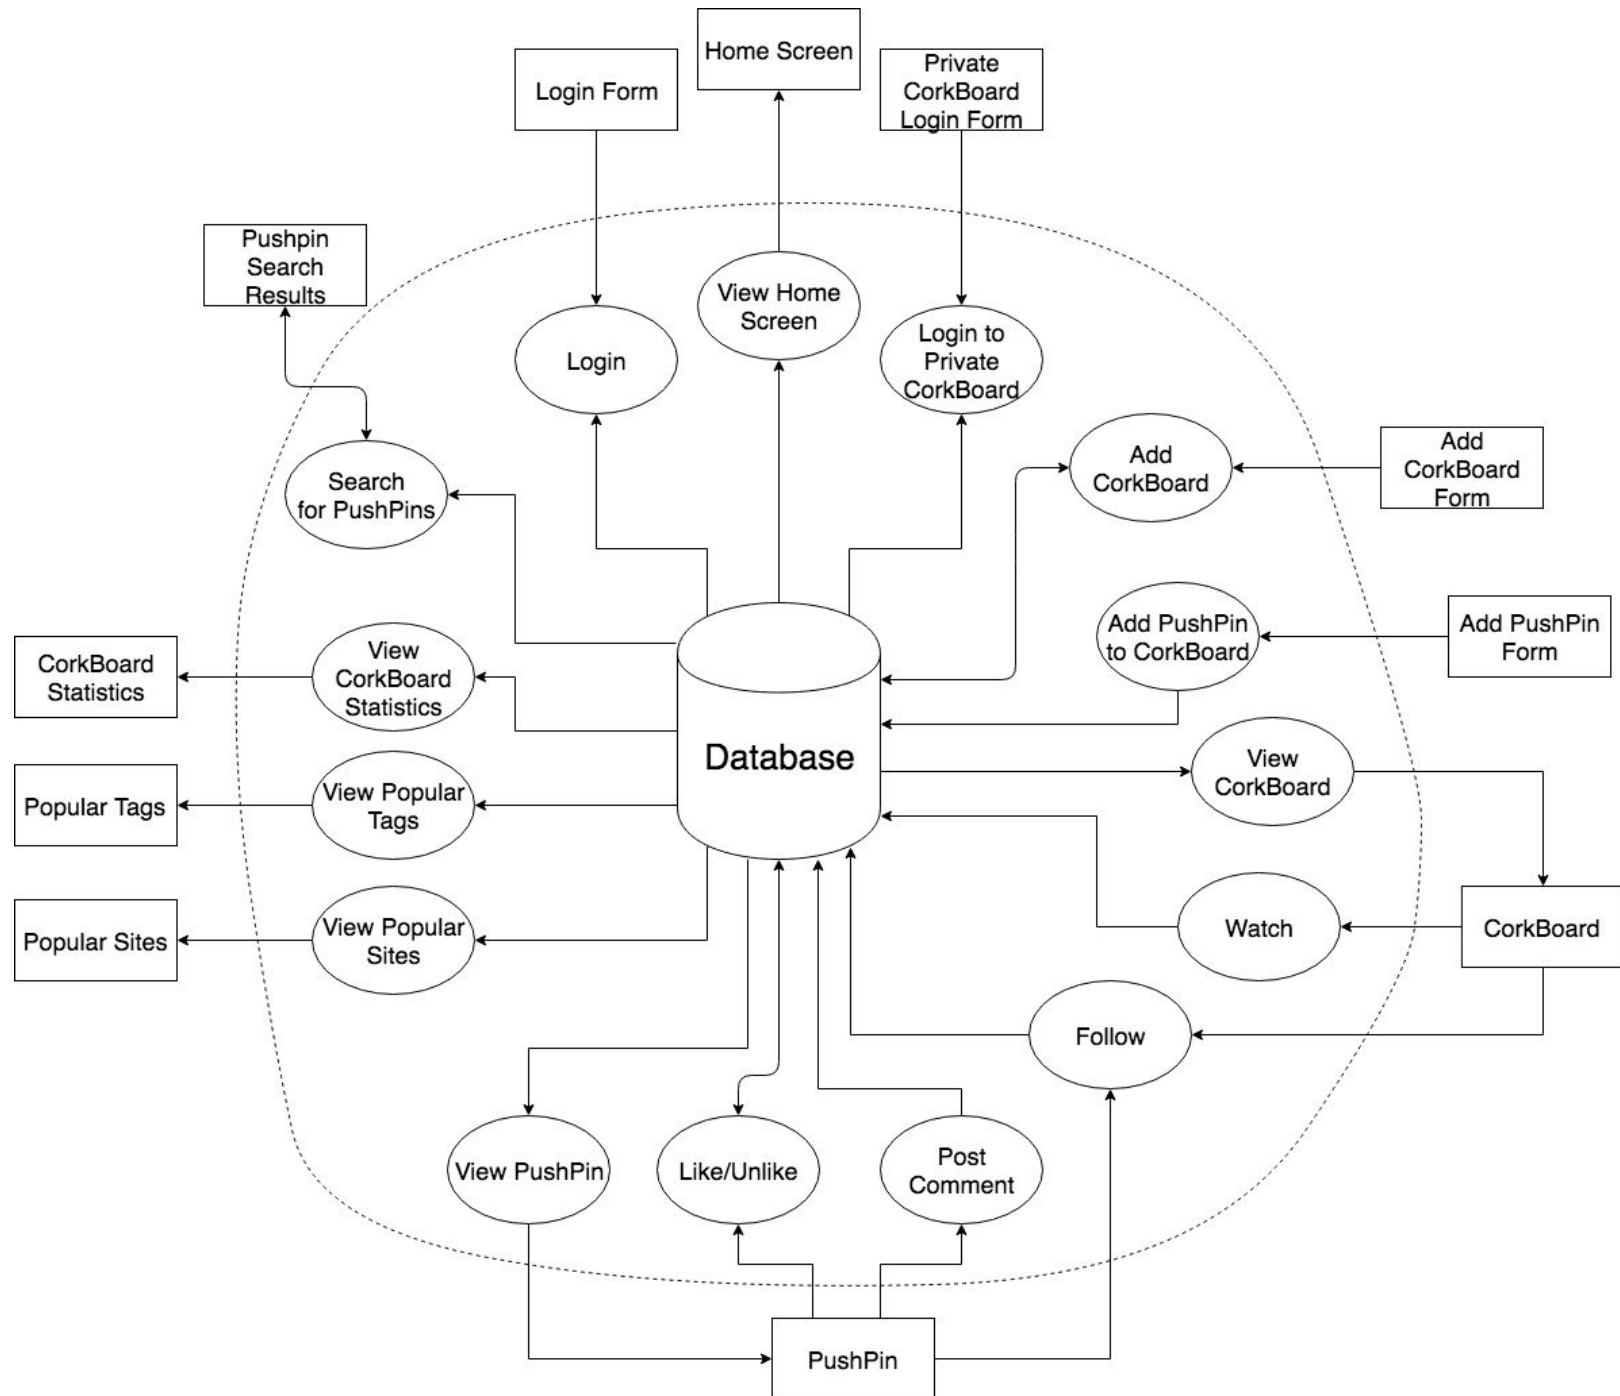 Home Screen
Login Form
Private
CorkBoard
Login Form
Pushpin
Search
Results
View Home
Screen
Login
Login to
Private
CorkBoard
Search
for PushPins
Add
CorkBoard
Add
CorkBoard
Form
Add PushPin
to CorkBoard
Add PushPin
Form
CorkBoard
Statistics
View
CorkBoard
Statistics
Database
View
CorkBoard
Popular Tags
View Popular
Tags
Popular Sites
View Popular
Sites
Watch
CorkBoard
Follow
View PushPin
Like/Unlike
Post
Comment
PushPin